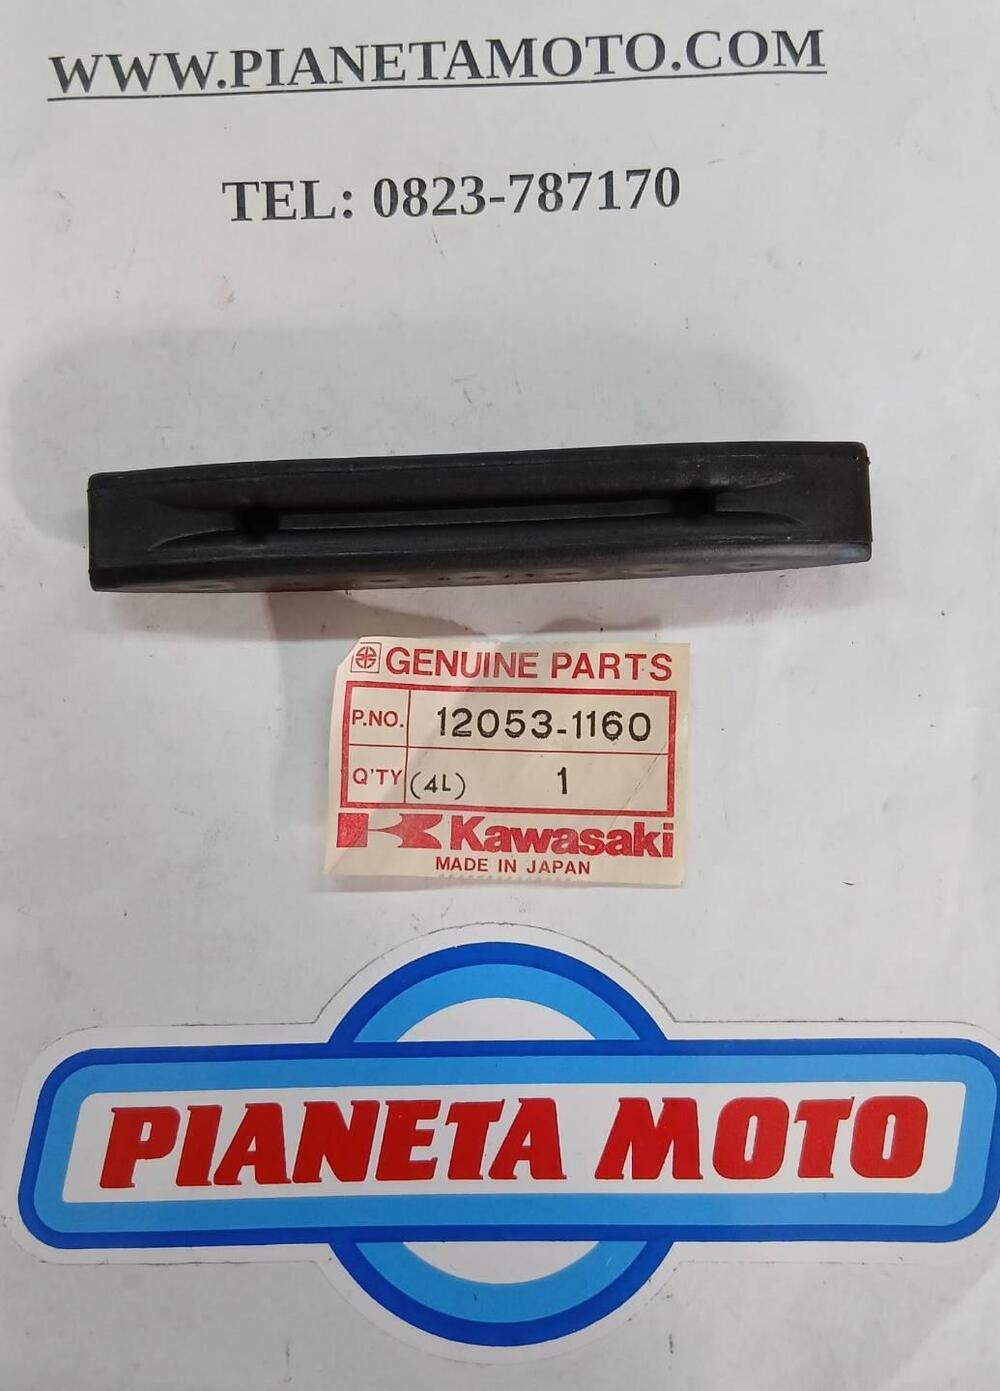 WWW.PIANETAMOTO.COM
TEL: 0823-787170
GENUINE PARTS
P.NO. 12053-1160
Q'TY (4L) 1
Kawasaki
MADE IN JAPAN
PIANETA MOTO